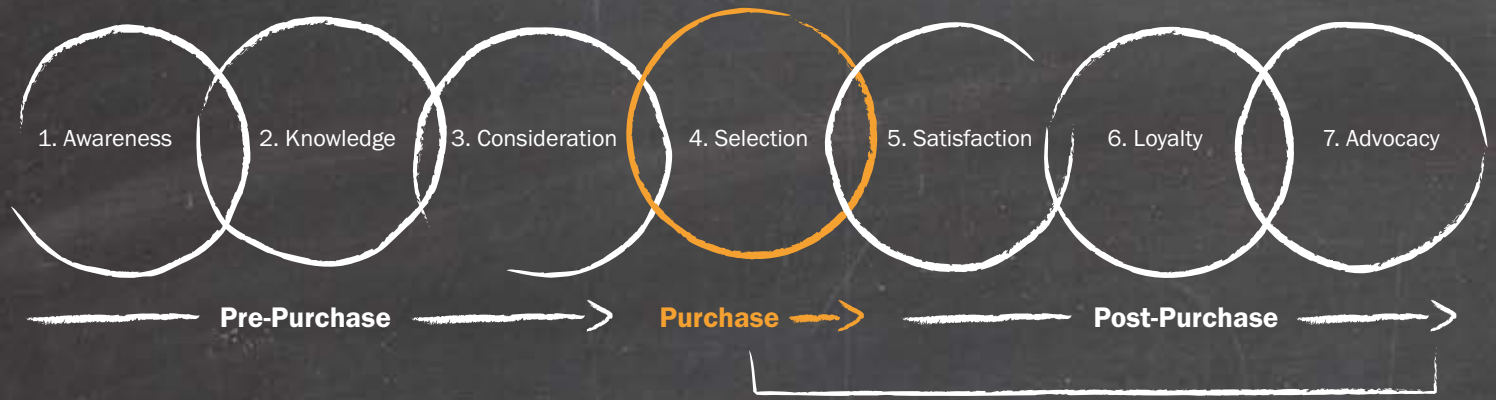 1. Awareness
2. Knowledge
3. Consideration
4. Selection
5. Satisfaction
6. Loyalty
7. Advocacy
Pre-Purchase
Purchase
Post-Purchase